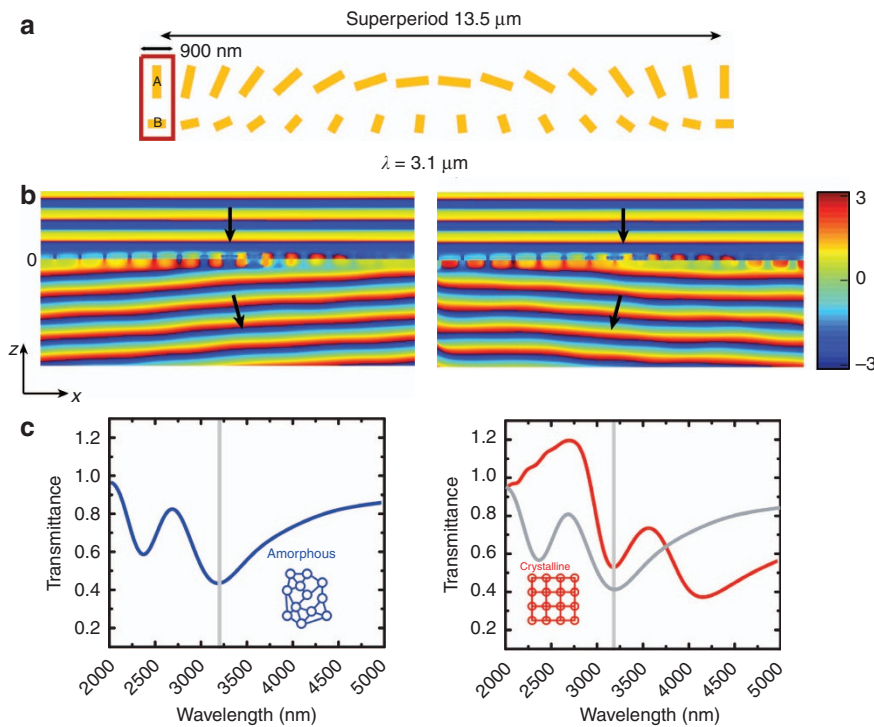 a
Superperiod 13.5 μm
900 nm
A
B
λ = 3.1 μm
b
0
z
x
3
0
−3
c
Transmittance
1.2
1.0
0.8
0.6
0.4
0.2
Amorphous
2000
2500
3000
3500
4000
4500
5000
Wavelength (nm)
Transmittance
1.2
1.0
0.8
0.6
0.4
0.2
Crystalline
2000
2500
3000
3500
4000
4500
5000
Wavelength (nm)